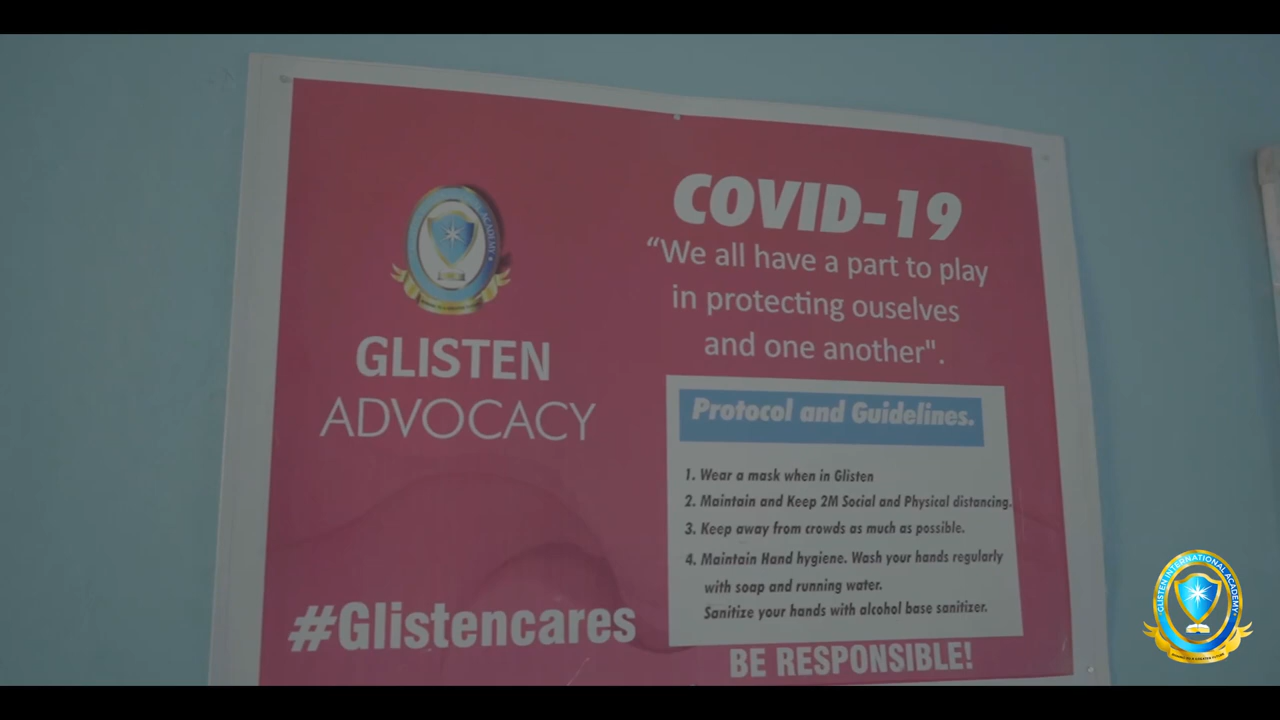 GLISTEN
ADVOCACY
#Glistencares
COVID-19
“We all have a part to play
in protecting ouselves
and one another".
Protocol and Guidelines.
1. Wear a mask when in Glisten
2. Maintain and Keep 2M Social and Physical distancing.
3. Keep away from crowds as much as possible.
4. Maintain Hand hygiene. Wash your hands regularly
with soap and running water.
Sanitize your hands with alcohol base sanitizer.
BE RESPONSIBLE!
GLISTEN INTERNATIONAL ACADEMY